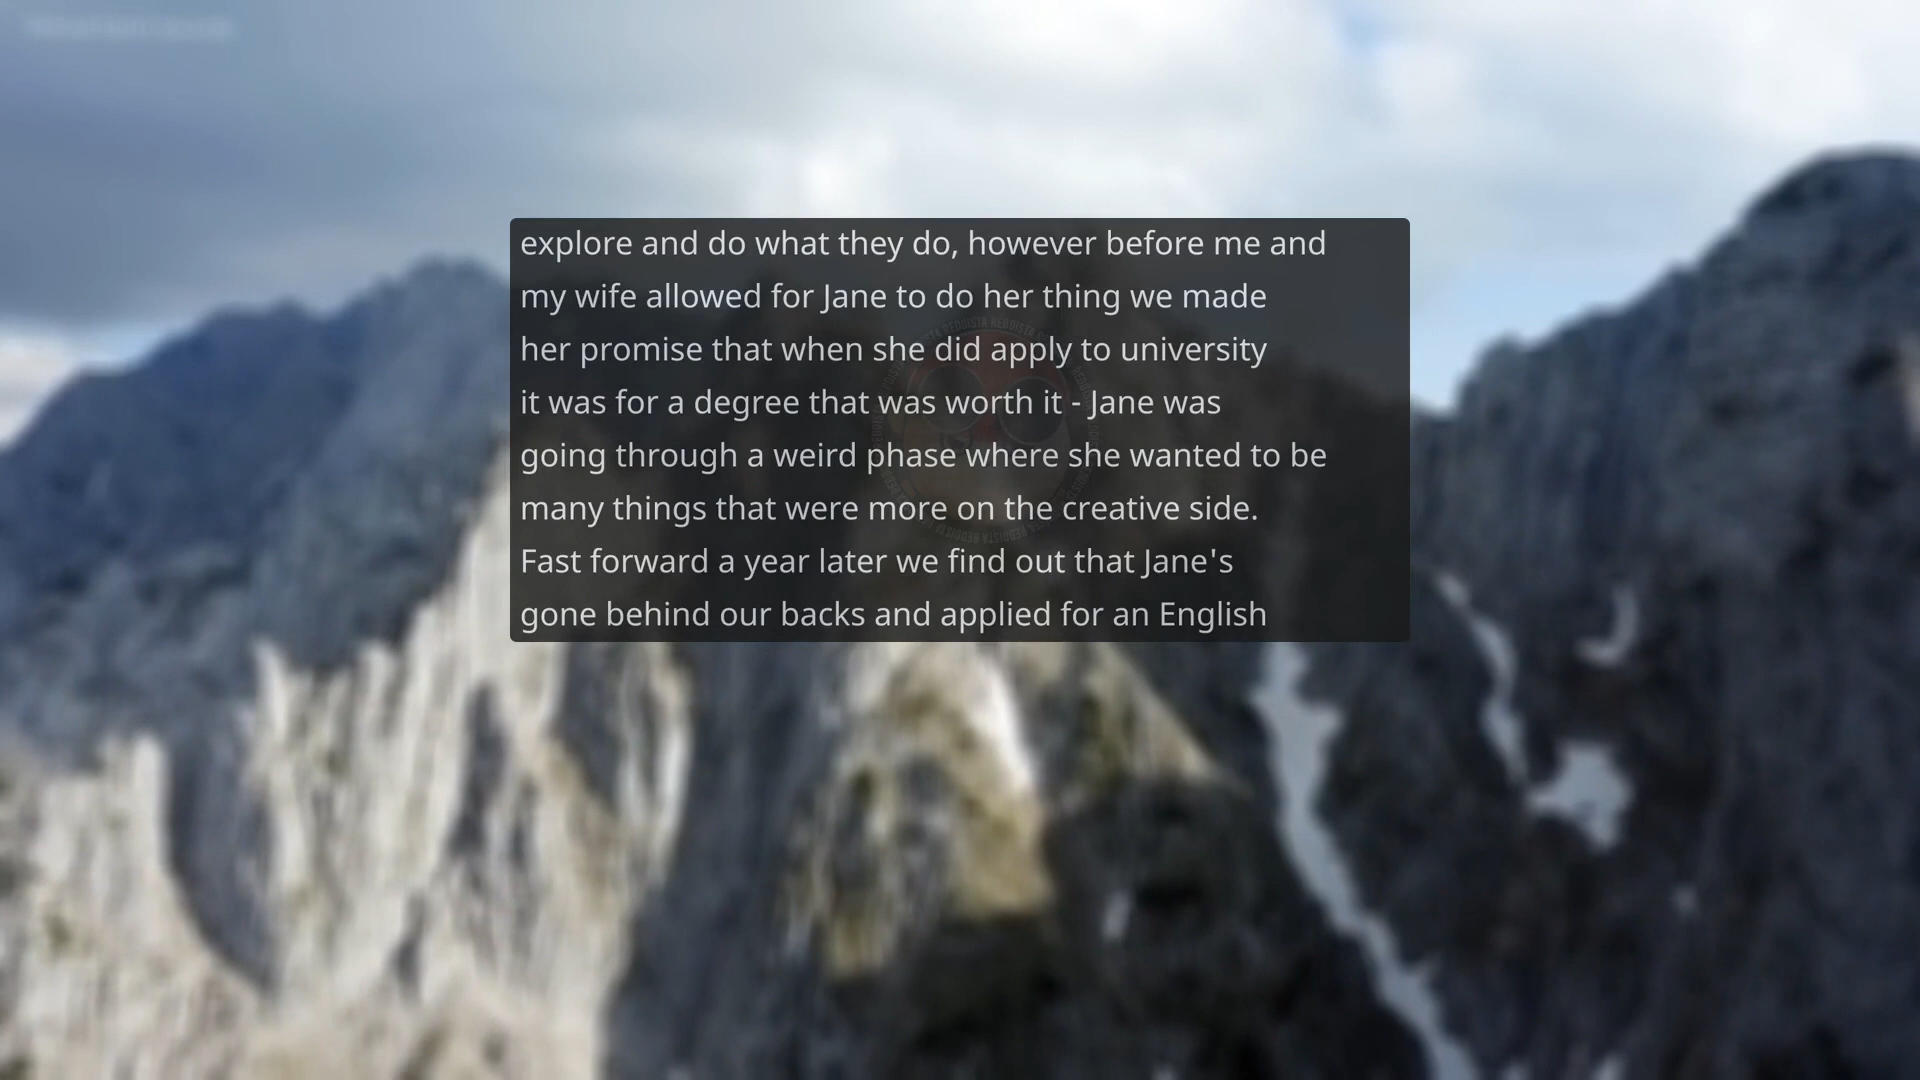 explore and do what they do, however before me and
my wife allowed for Jane to do her thing we made
her promise that when she did apply to university
it was for a degree that was worth it - Jane was
going through a weird phase where she wanted to be
many things that were more on the creative side.
Fast forward a year later we find out that Jane's
gone behind our backs and applied for an English